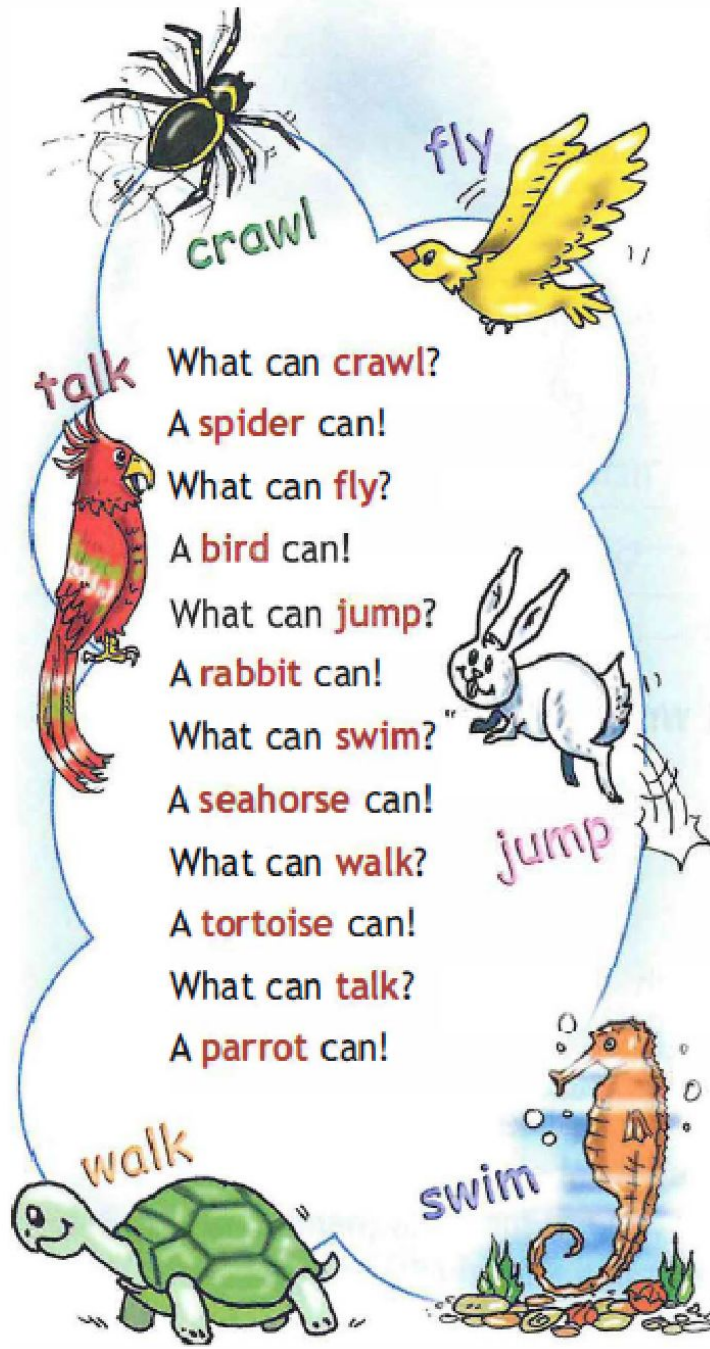 crawl
fly
talk
What can crawl?
A spider can!
What can fly?
A bird can!
What can jump?
A rabbit can!
What can swim?
A seahorse can!
What can walk?
A tortoise can!
What can talk?
A parrot can!
jump
walk
swim